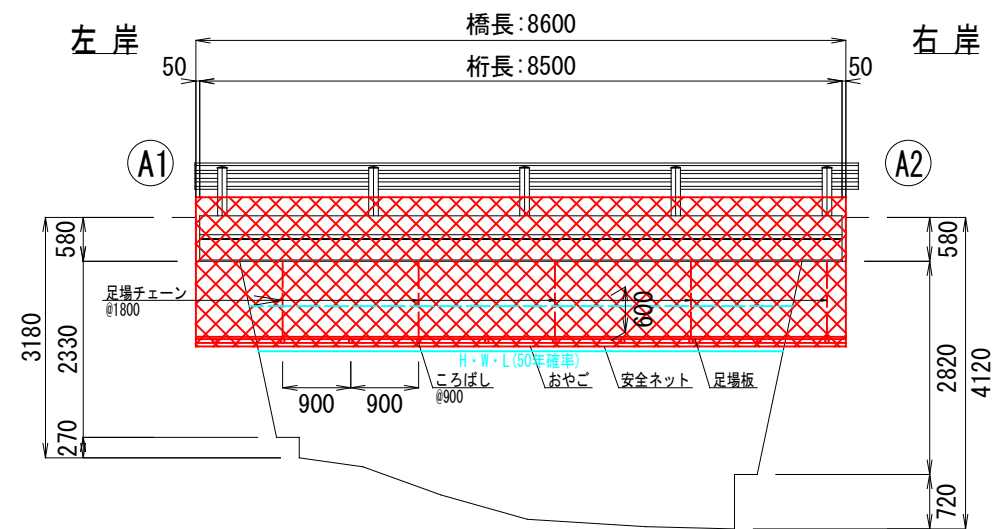 橋長:8600
左 岸
右 岸
50
桁長:8500
50
A1
A2
580
580
足場チェーン
@1800
600
3180
2330
2820
4120
H・W・L(50年確率)
900
900
ころばし
@900
おやご
安全ネット
足場板
270
720